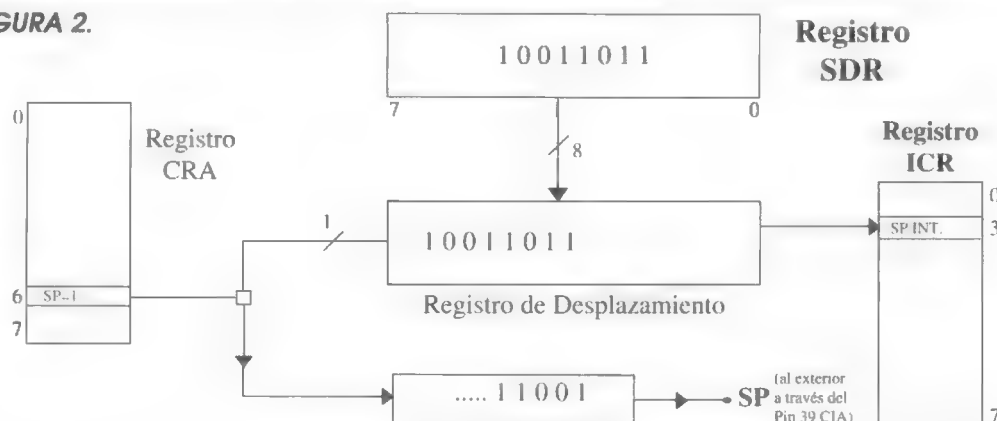 GURA 2.
10011011
Registro
SDR
7
0
0
Registro
CRA
8
Registro
ICR
0
1
10011011
SP INT.
3
6
SP=1
Registro de Desplazamiento
7
..... 11001
SP
(al exterior
a través del
Pin 39 CIA)
7